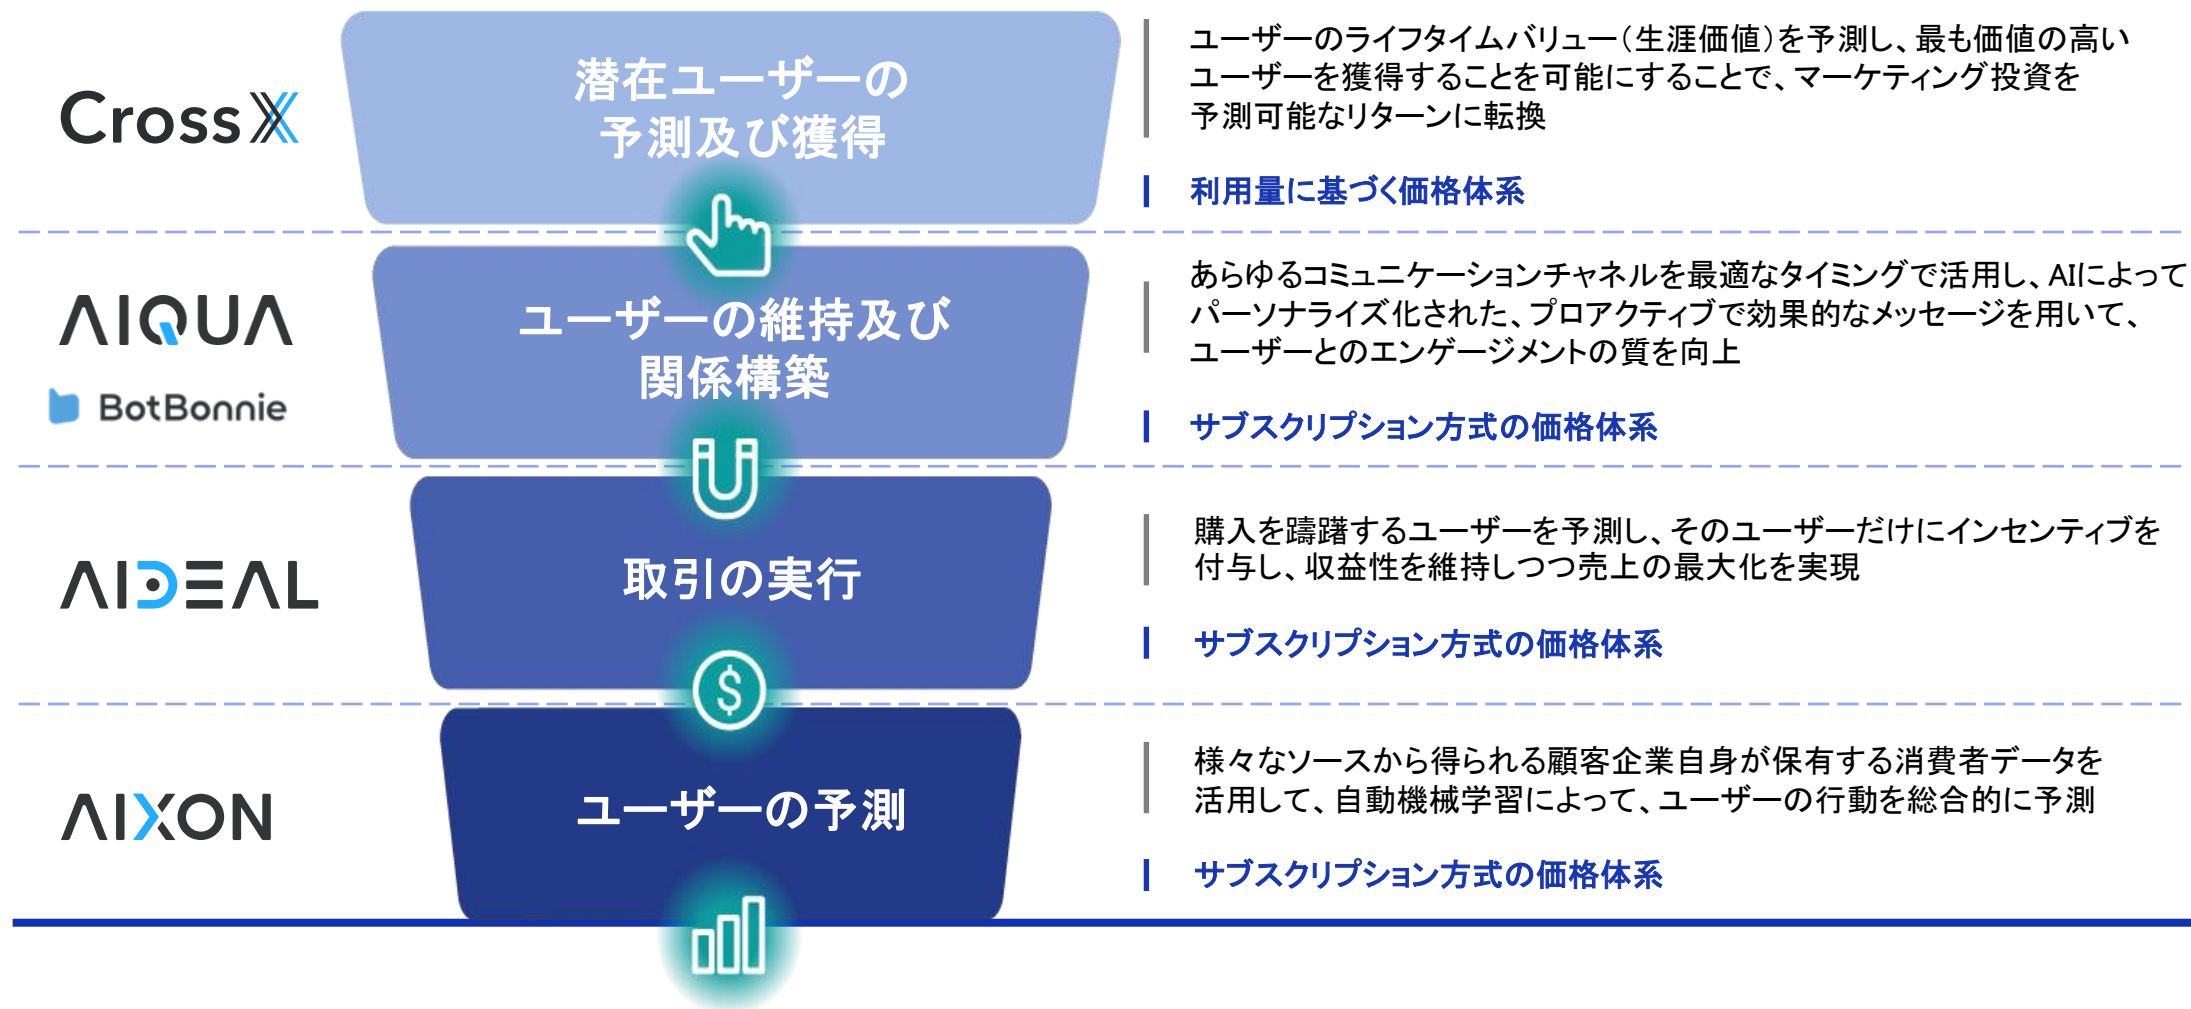 CrossX
潜在ユーザーの
予測及び獲得
ユーザーのライフタイムバリュー（生涯価値）を予測し、最も価値の高い
ユーザーを獲得することを可能にすることで、マーケティング投資を
予測可能なリターンに転換
利用量に基づく価格体系
AIQUA
BotBonnie
ユーザーの維持及び
関係構築
あらゆるコミュニケーションチャネルを最適なタイミングで活用し、AIによって
パーソナライズ化された、プロアクティブで効果的なメッセージを用いて、
ユーザーとのエンゲージメントの質を向上
サブスクリプション方式の価格体系
AIDEAL
取引の実行
購入を躊躇するユーザーを予測し、そのユーザーだけにインセンティブを
付与し、収益性を維持しつつ売上の最大化を実現
サブスクリプション方式の価格体系
$
AIXON
ユーザーの予測
様々なソースから得られる顧客企業自身が保有する消費者データを
活用して、自動機械学習によって、ユーザーの行動を総合的に予測
サブスクリプション方式の価格体系